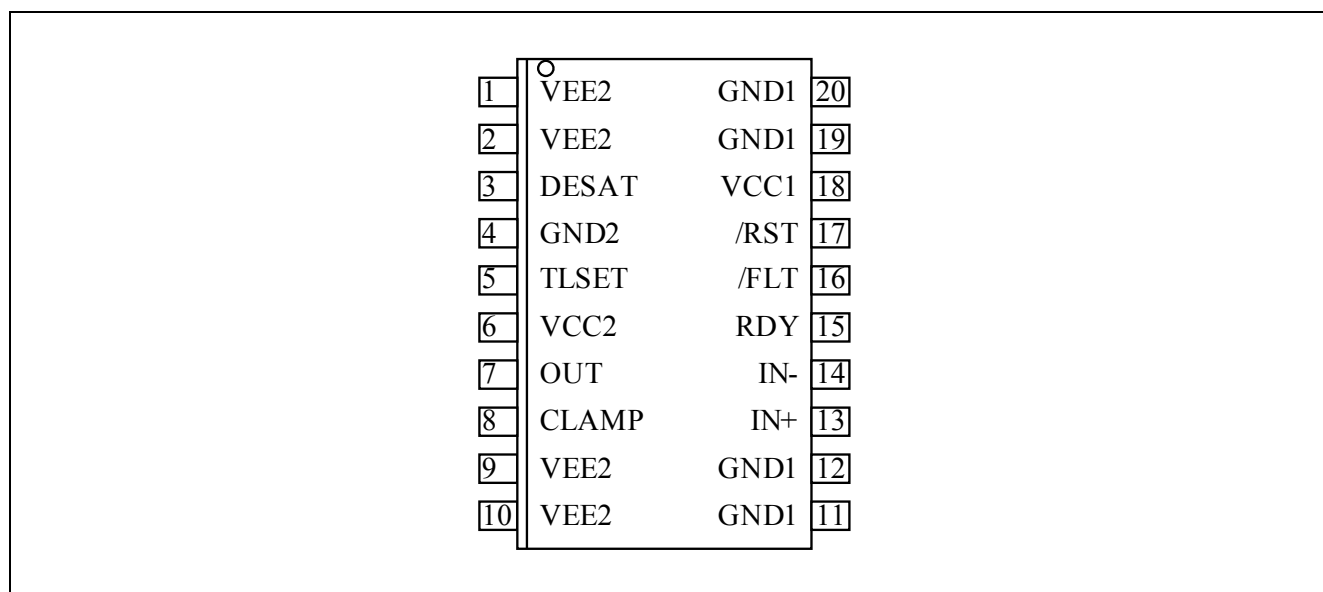 1 VEE2 GND1 20
2 VEE2 GND1 19
3 DESAT VCC1 18
4 GND2 /RST 17
5 TLSET /FLT 16
6 VCC2 RDY 15
7 OUT IN- 14
8 CLAMP IN+ 13
9 VEE2 GND1 12
10 VEE2 GND1 11